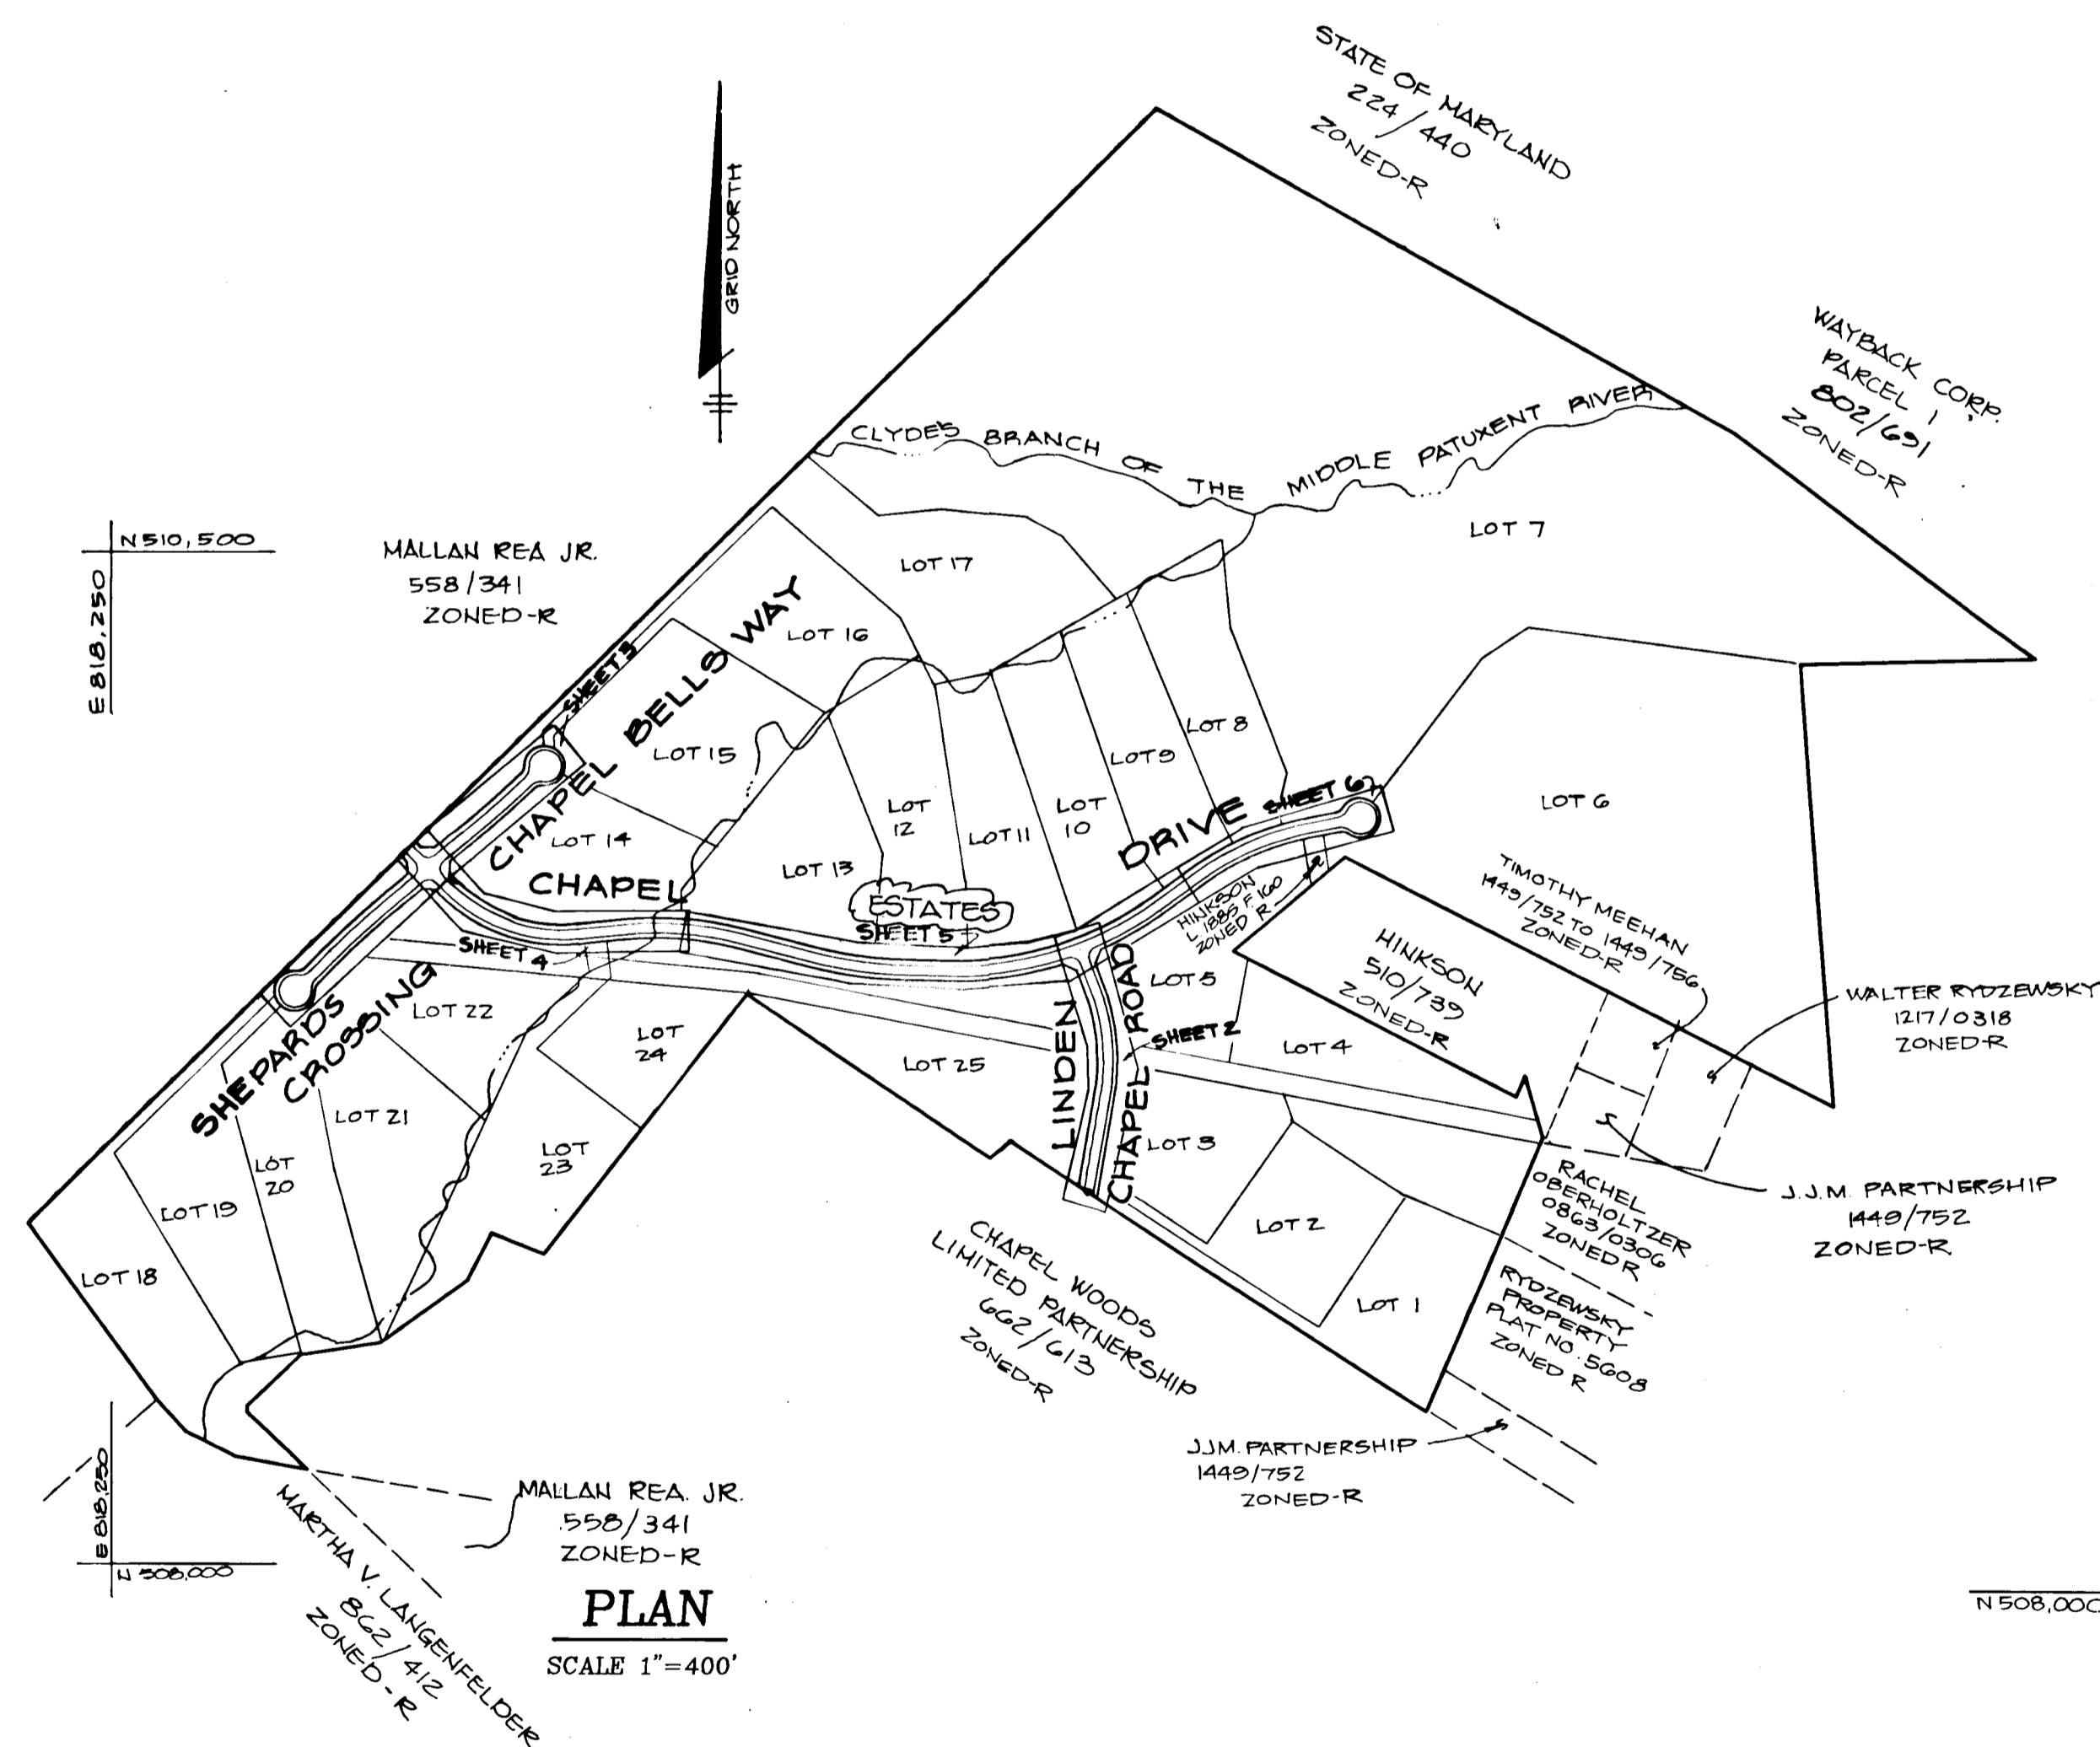 STATE OF MARYLAND
224/440
ZONED-R
GRID NORTH
WAYBACK CORP.
PARCEL 1
802/691
ZONED-R
CLYDE'S BRANCH OF THE MIDDLE PATUXENT RIVER
N 510,500
E 818,250
MALLAN REA JR.
558/341
ZONED-R
LOT 7
LOT 17
LOT 16
CHAPEL BELLS WAY
SHEET 3
LOT 15
LOT 14
LOT 13
LOT
12
LOT 11
LOT
10
LOT 9
LOT 8
LOT 6
CHAPEL
ESTATES
DRIVE
SHEET 6
SHEET 5
SHEET 4
HINKSON
L. 1885 F. 160
ZONED R
TIMOTHY MEEHAN
1449/752 TO 1449/756
ZONED-R
HINKSON
510/739
ZONED-R
WALTER RYDZEWSKY
1217/0318
ZONED-R
SHEPARDS
CROSSING
LOT 22
LOT
24
LOT 25
LINDEN
CHAPEL ROAD
LOT 5
SHEET 2
LOT 4
LOT 21
LOT
20
LOT 19
LOT 18
LOT
23
LOT 3
LOT 2
LOT 1
RACHEL
OBERHOLTZER
0863/0306
ZONED R
J.J.M. PARTNERSHIP
1449/752
ZONED-R
RYDZEWSKY
PROPERTY
PLAT NO. 5608
ZONED R
CHAPEL WOODS
LIMITED PARTNERSHIP
662/613
ZONED-R
J.J.M. PARTNERSHIP
1449/752
ZONED-R
MALLAN REA. JR.
558/341
ZONED-R
E 818,250
N 508,000
MARTHA V. LANGENFELDER
862/412
ZONED-R
PLAN
SCALE 1"=400'
N 508,000